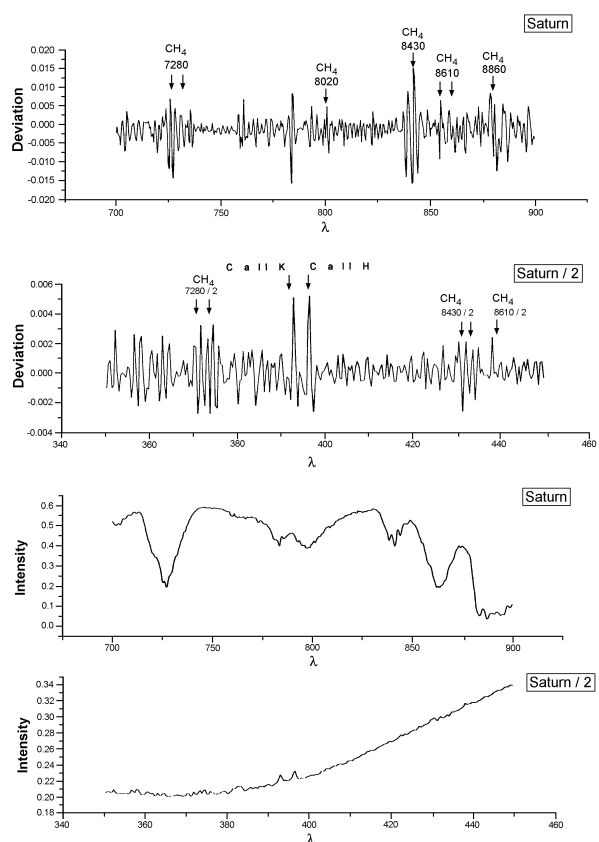 Saturn
CH4
7280
CH4
8020
CH4
8430
CH4
8610
CH4
8860
Deviation
0.020
0.015
0.010
0.005
0.000
-0.005
-0.010
-0.015
-0.020
700 750 800 850 900
λ
Saturn / 2
C a II K C a II H
CH4
7280 / 2
CH4
8430 / 2
CH4
8610 / 2
Deviation
0.006
0.004
0.002
0.000
-0.002
-0.004
340 360 380 400 420 440 460
λ
Saturn
Intensity
0.6
0.5
0.4
0.3
0.2
0.1
0.0
700 750 800 850 900
λ
Saturn / 2
Intensity
0.34
0.32
0.30
0.28
0.26
0.24
0.22
0.20
0.18
340 360 380 400 420 440 460
λ